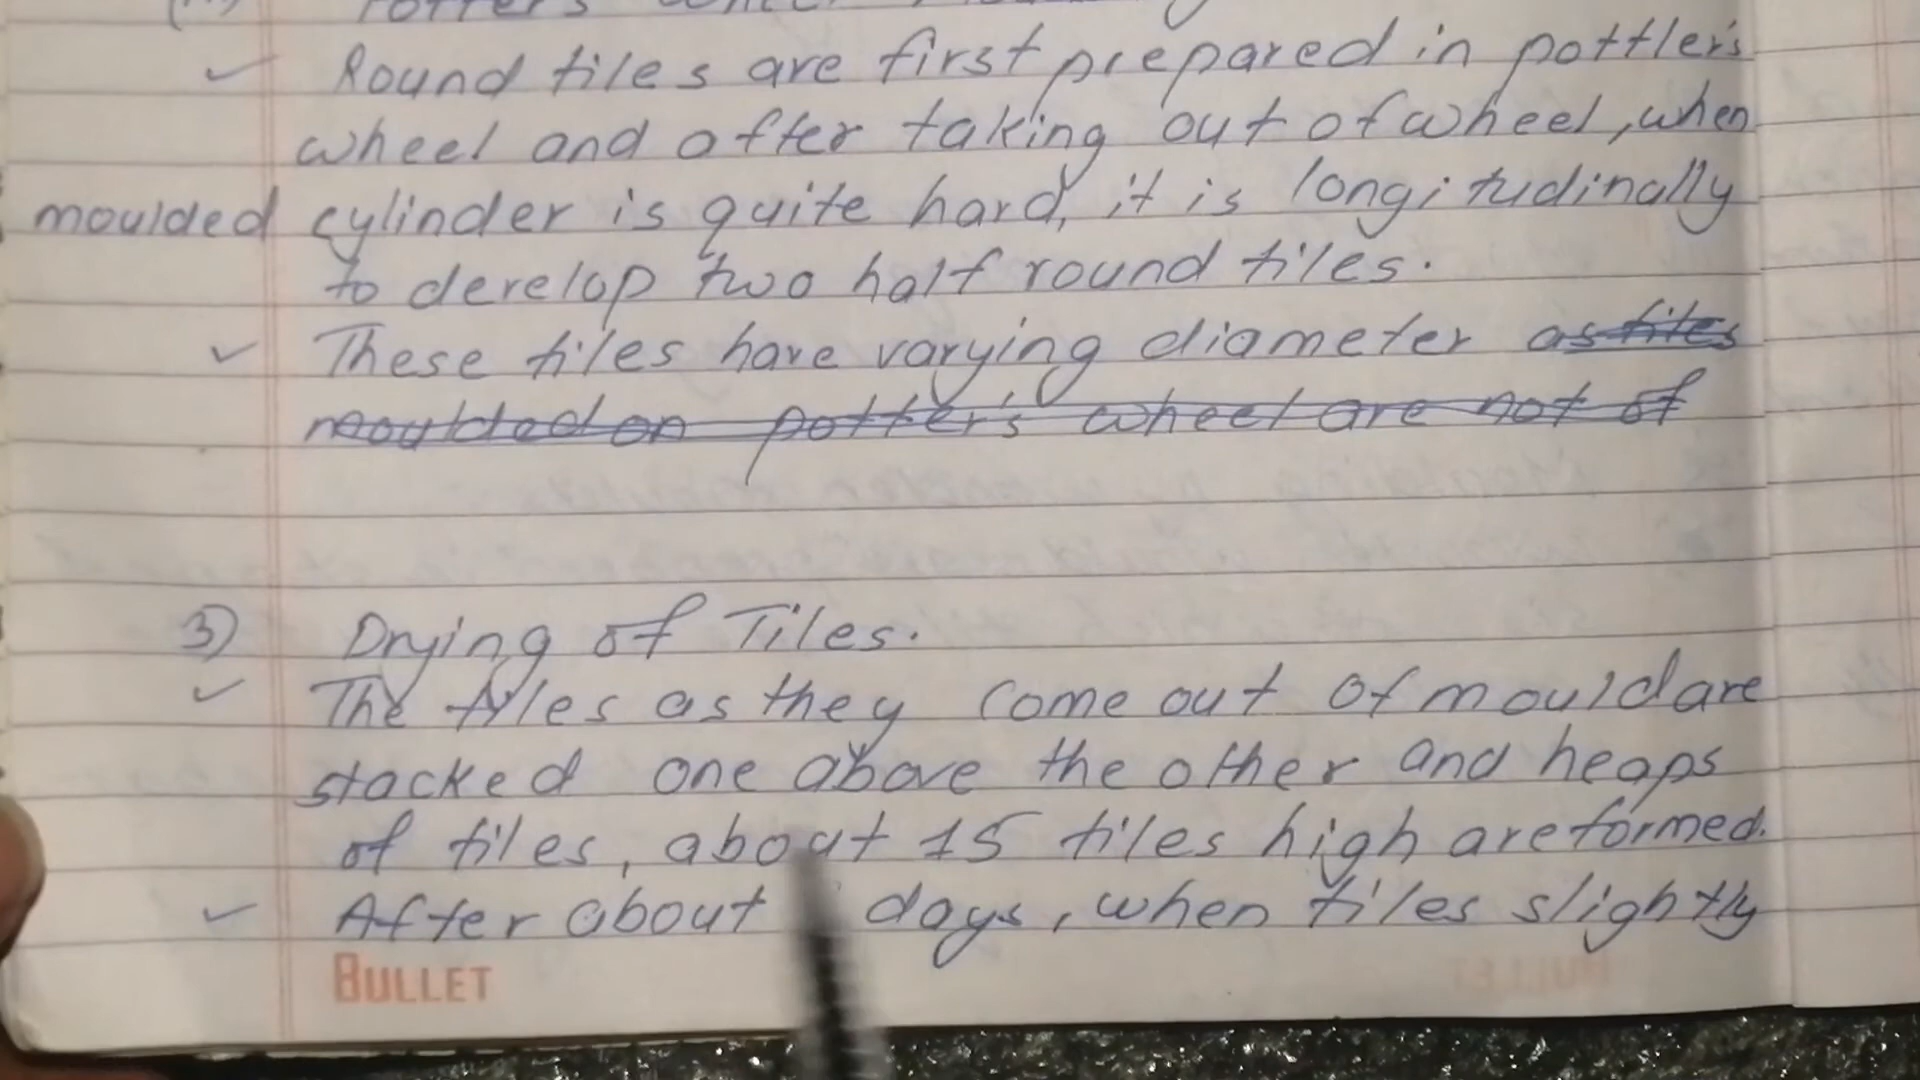 Round tiles are first prepared in pottler's
wheel and after taking out of wheel, when
moulded cylinder is quite hard, it is longitudinally
to develop two half round tiles.
These tiles have varying diameter as tiles
moulded on potter's wheel are not of
3) Drying of Tiles.
The tiles as they come out of mould are
stacked one above the other and heaps
of tiles, about 15 tiles high are formed.
After about days, when tiles slightly
BULLET